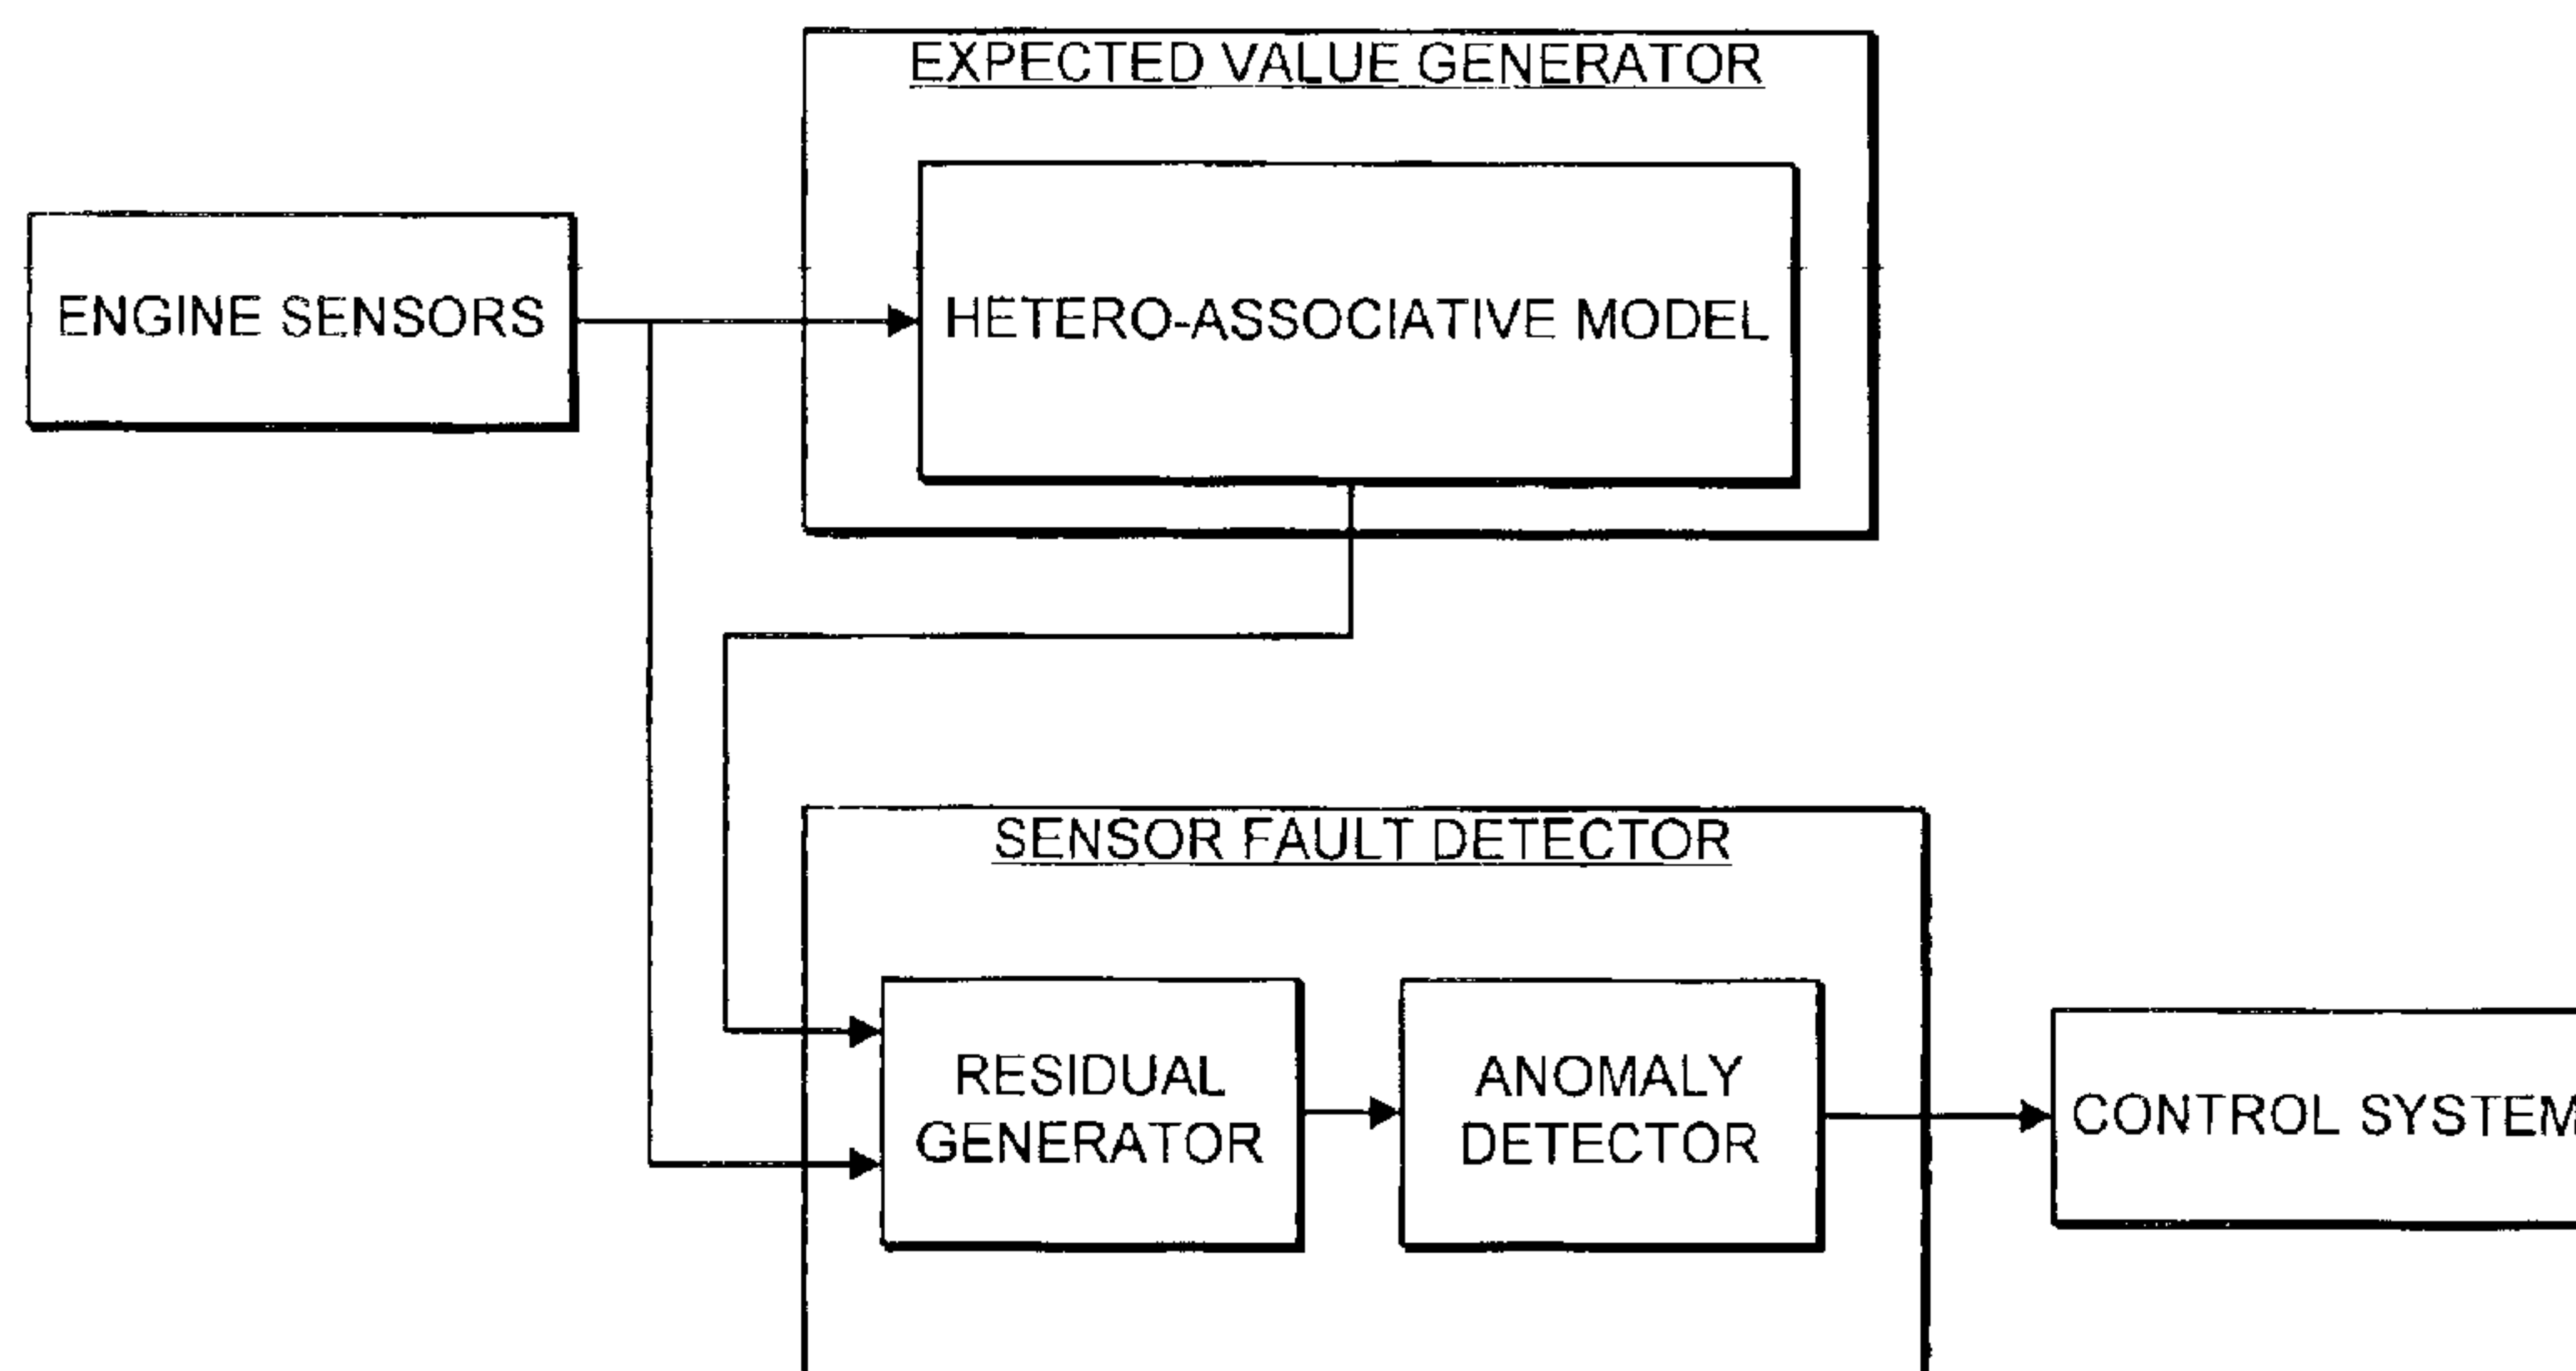 EXPECTED VALUE GENERATOR
ENGINE SENSORS
HETERO-ASSOCIATIVE MODEL
SENSOR FAULT DETECTOR
RESIDUAL
GENERATOR
ANOMALY
DETECTOR
CONTROL SYSTEM